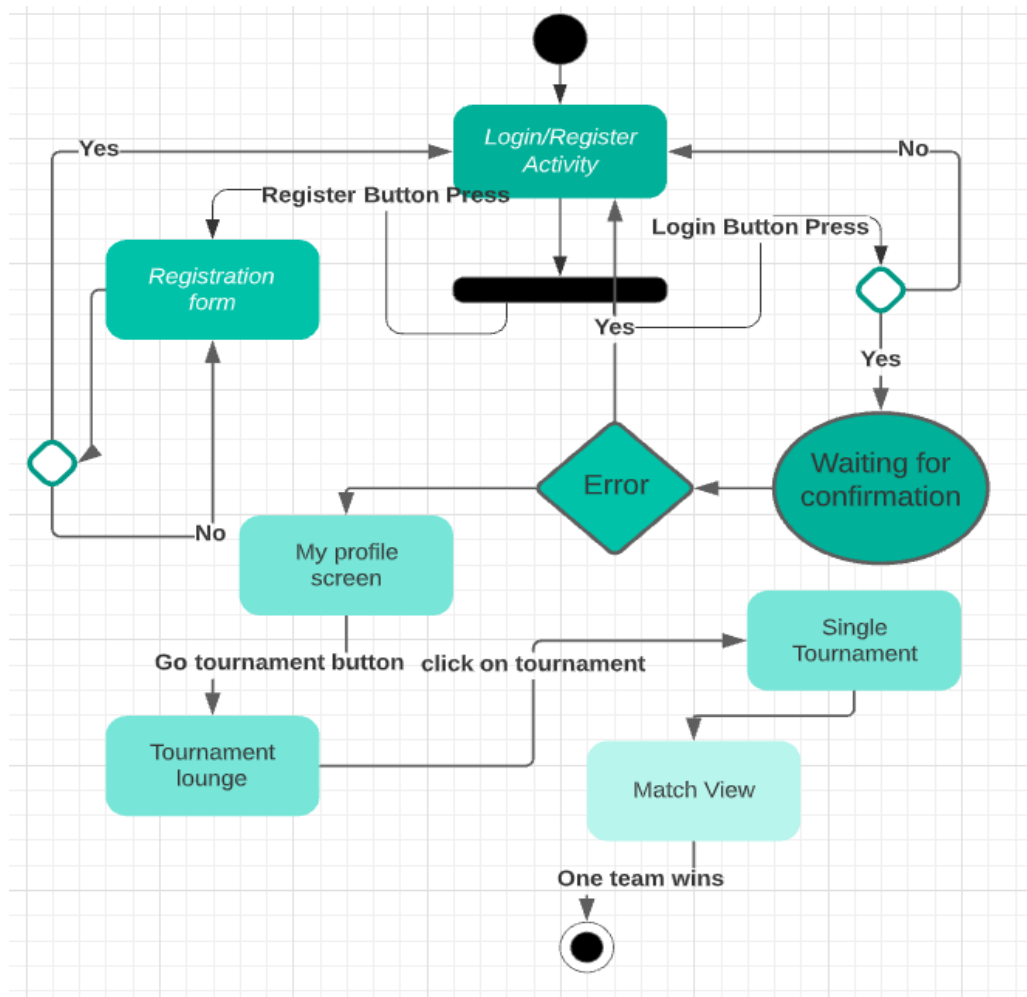 Login/Register
Activity
Yes
No
Register Button Press
Login Button Press
Registration
form
Yes
Yes
Waiting for
confirmation
Error
No
My profile
screen
Single
Tournament
Go tournament button
click on tournament
Tournament
lounge
Match View
One team wins